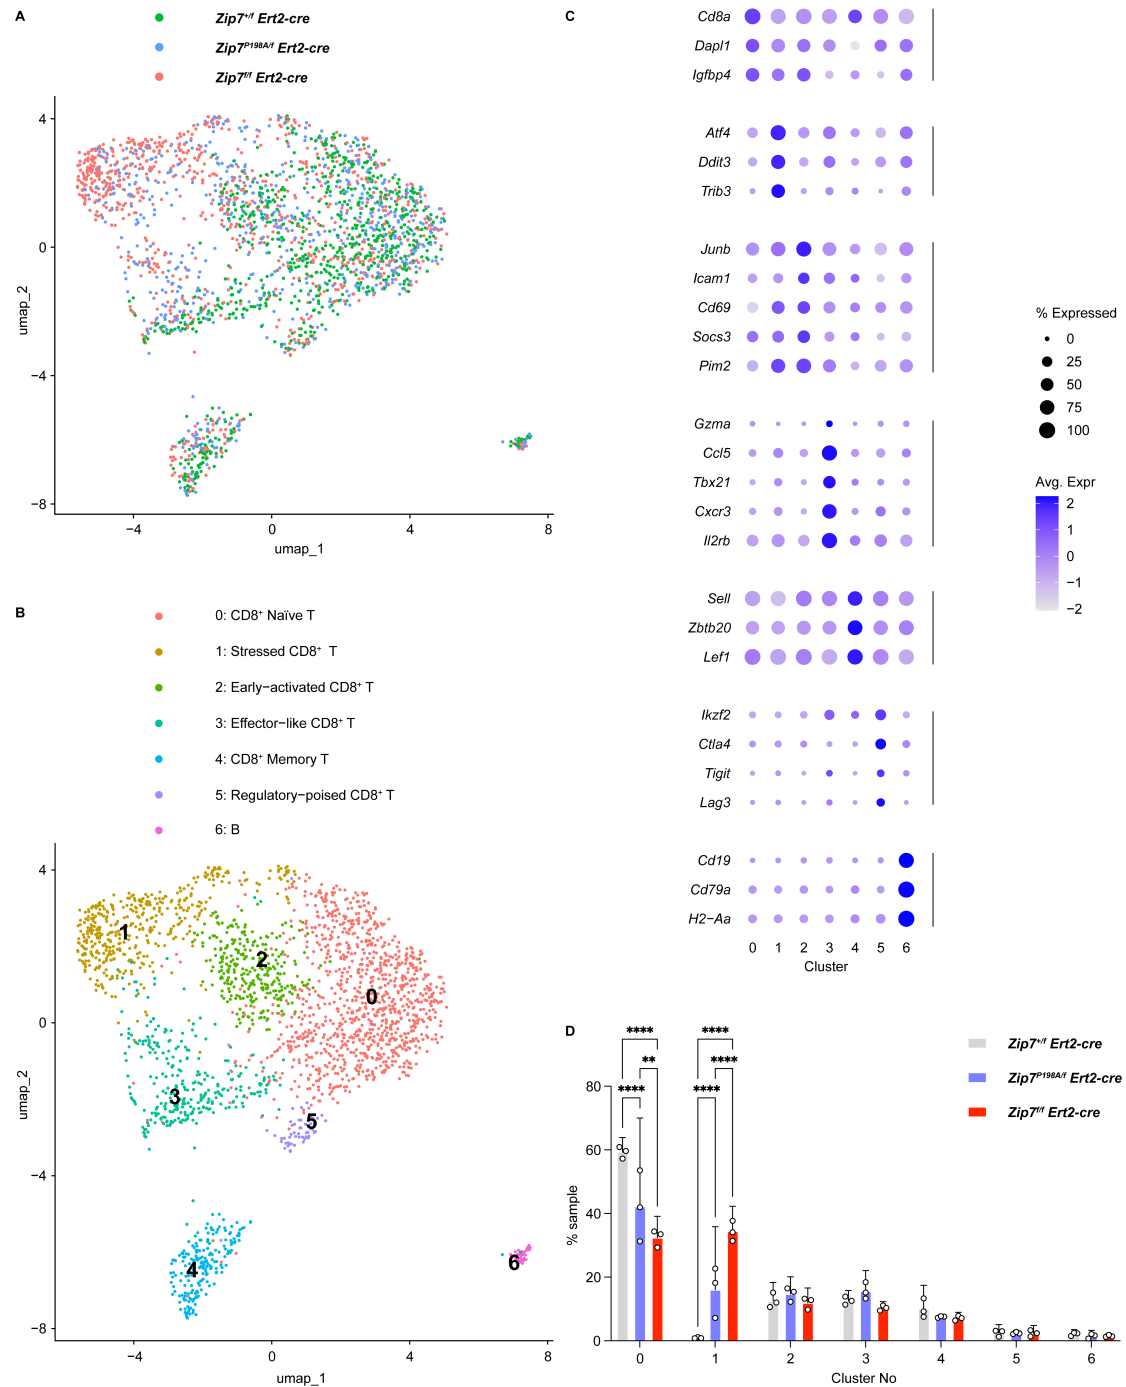 A
Zip7+/f Ert2-cre
Zip7P198A/f Ert2-cre
Zip7f/f Ert2-cre
4
0
−4
−8
umap_2
−4 0 4 8
umap_1
B
0: CD8+ Naïve T
1: Stressed CD8+ T
2: Early−activated CD8+ T
3: Effector−like CD8+ T
4: CD8+ Memory T
5: Regulatory−poised CD8+ T
6: B
4
0
−4
−8
umap_2
1
2
0
3
5
4
6
−4 0 4 8
umap_1
C
Cd8a
Dapl1
Igfbp4
Atf4
Ddit3
Trib3
Junb
Icam1
Cd69
Socs3
Pim2
Gzma
Ccl5
Tbx21
Cxcr3
Il2rb
Sell
Zbtb20
Lef1
Ikzf2
Ctla4
Tigit
Lag3
Cd19
Cd79a
H2−Aa
0 1 2 3 4 5 6
Cluster
% Expressed
0
25
50
75
100
Avg. Expr
2
1
0
−1
−2
D
**** ****
** ****
**** ****
Zip7+/f Ert2-cre
Zip7P198A/f Ert2-cre
Zip7f/f Ert2-cre
80
60
40
20
0
% sample
0 1 2 3 4 5 6
Cluster No